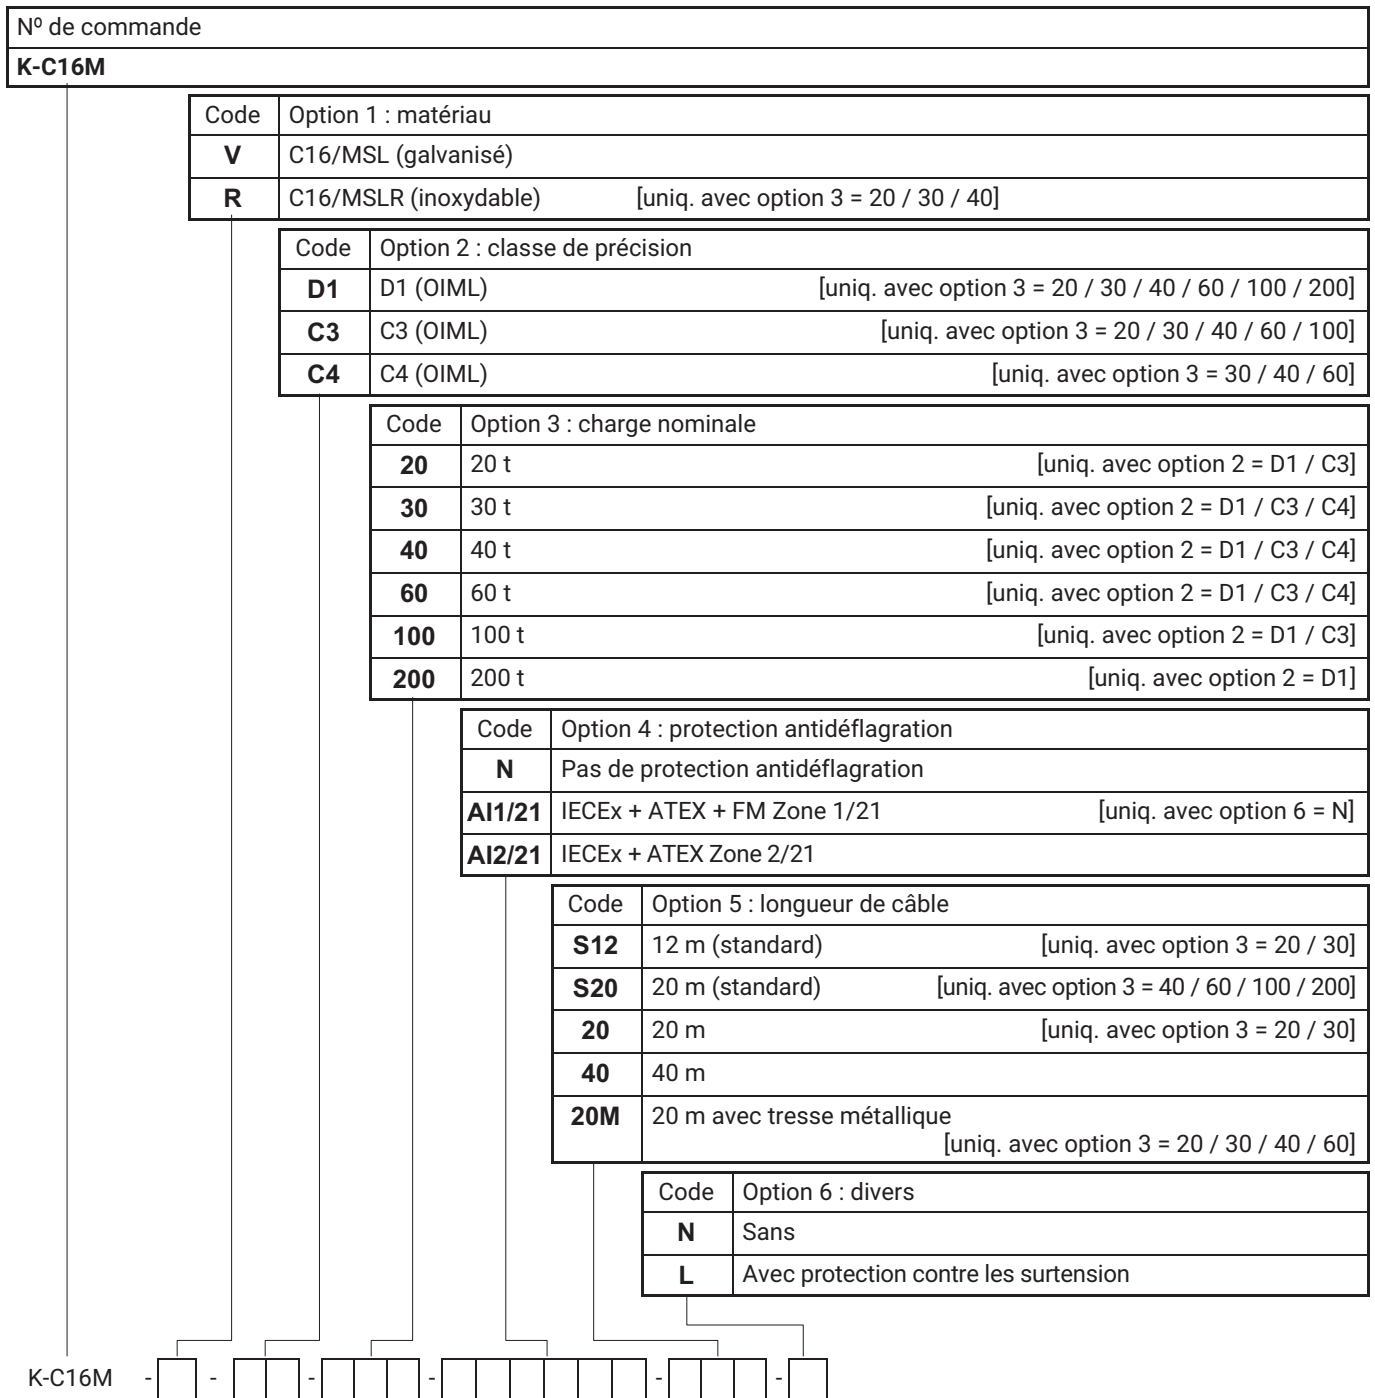 Nº de commande
K-C16M
Code Option 1 : matériau
V C16/MSL (galvanisé)
R C16/MSLR (inoxydable) [uniq. avec option 3 = 20 / 30 / 40]
Code Option 2 : classe de précision
D1 D1 (OIML) [uniq. avec option 3 = 20 / 30 / 40 / 60 / 100 / 200]
C3 C3 (OIML) [uniq. avec option 3 = 20 / 30 / 40 / 60 / 100]
C4 C4 (OIML) [uniq. avec option 3 = 30 / 40 / 60]
Code Option 3 : charge nominale
20 20 t [uniq. avec option 2 = D1 / C3]
30 30 t [uniq. avec option 2 = D1 / C3 / C4]
40 40 t [uniq. avec option 2 = D1 / C3 / C4]
60 60 t [uniq. avec option 2 = D1 / C3 / C4]
100 100 t [uniq. avec option 2 = D1 / C3]
200 200 t [uniq. avec option 2 = D1]
Code Option 4 : protection antidéflagration
N Pas de protection antidéflagration
AI1/21 IECEx + ATEX + FM Zone 1/21 [uniq. avec option 6 = N]
AI2/21 IECEx + ATEX Zone 2/21
Code Option 5 : longueur de câble
S12 12 m (standard) [uniq. avec option 3 = 20 / 30]
S20 20 m (standard) [uniq. avec option 3 = 40 / 60 / 100 / 200]
20 20 m [uniq. avec option 3 = 20 / 30]
40 40 m
20M 20 m avec tresse métallique
[uniq. avec option 3 = 20 / 30 / 40 / 60]
Code Option 6 : divers
N Sans
L Avec protection contre les surtension
K-C16M - - - - - -